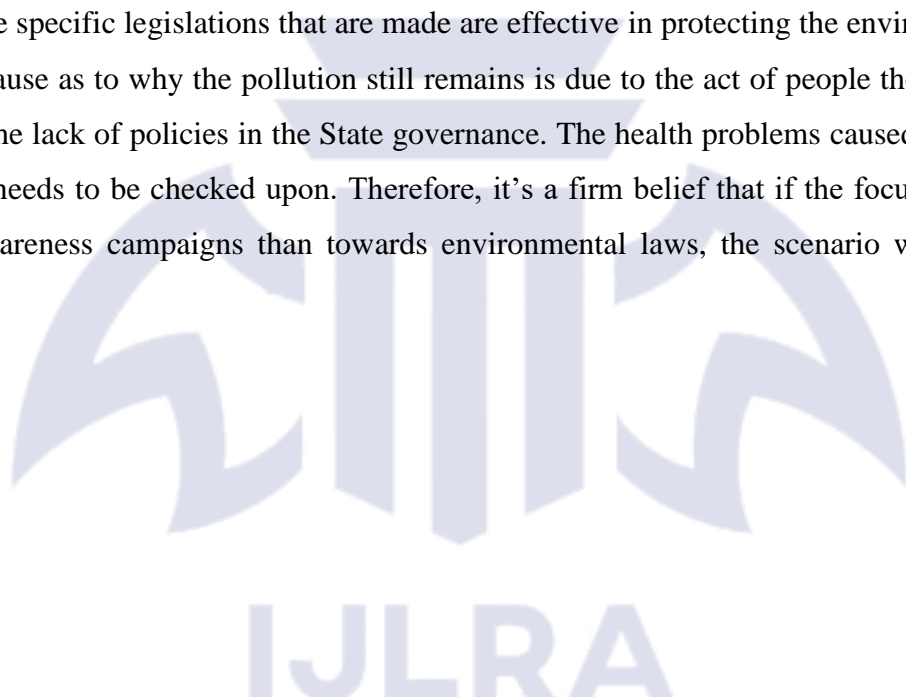 e specific legislations that are made are effective in protecting the envir
ause as to why the pollution still remains is due to the act of people the
he lack of policies in the State governance. The health problems caused
needs to be checked upon. Therefore, it's a firm belief that if the focu
areness campaigns than towards environmental laws, the scenario w
IJLRA